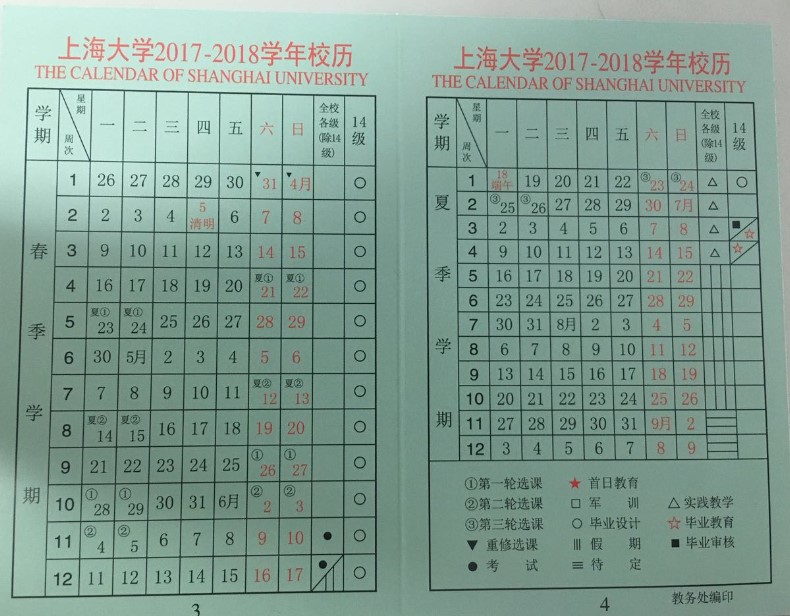 上海大学2017-2018学年校历
THE CALENDAR OF SHANGHAI UNIVERSITY
学期 星期 周次 一 二 三 四 五 六 日 全校各级(除14级) 14级
春季学期
1 26 27 28 29 30 ▼31 ▼4月 ○
2 2 3 4 5清明 6 7 8 ○
3 9 10 11 12 13 14 15 ○
4 16 17 18 19 20 夏①21 夏①22 ○
5 夏①23 夏①24 25 26 27 28 29 ○
6 30 5月 2 3 4 5 6 ○
7 7 8 9 10 11 夏②12 夏②13 ○
8 夏②14 夏②15 16 17 18 19 20 ○
9 21 22 23 24 25 ①26 ①27 ○
10 ①28 ①29 30 31 6月 ②2 ②3 ○
11 ②4 ②5 6 7 8 9 10 ● ○
12 11 12 13 14 15 16 17 ● ○
3
上海大学2017-2018学年校历
THE CALENDAR OF SHANGHAI UNIVERSITY
学期 星期 周次 一 二 三 四 五 六 日 全校各级(除14级) 14级
夏季学期
1 18端午 19 20 21 22 ③23 ③24 △ ○
2 ③25 ③26 27 28 29 30 7月 △
3 2 3 4 5 6 7 8 △ ■ ☆
4 9 10 11 12 13 14 15 △ ☆
5 16 17 18 19 20 21 22
6 23 24 25 26 27 28 29
7 30 31 8月 2 3 4 5
8 6 7 8 9 10 11 12
9 13 14 15 16 17 18 19
10 20 21 22 23 24 25 26
11 27 28 29 30 31 9月 2
12 3 4 5 6 7 8 9
①第一轮选课 ★ 首日教育
②第二轮选课 □ 军 训 △ 实践教学
③第三轮选课 ○ 毕业设计 ☆ 毕业教育
▼ 重修选课 ||| 假 期 ■ 毕业审核
● 考 试 ≡ 待 定
4 教务处编印